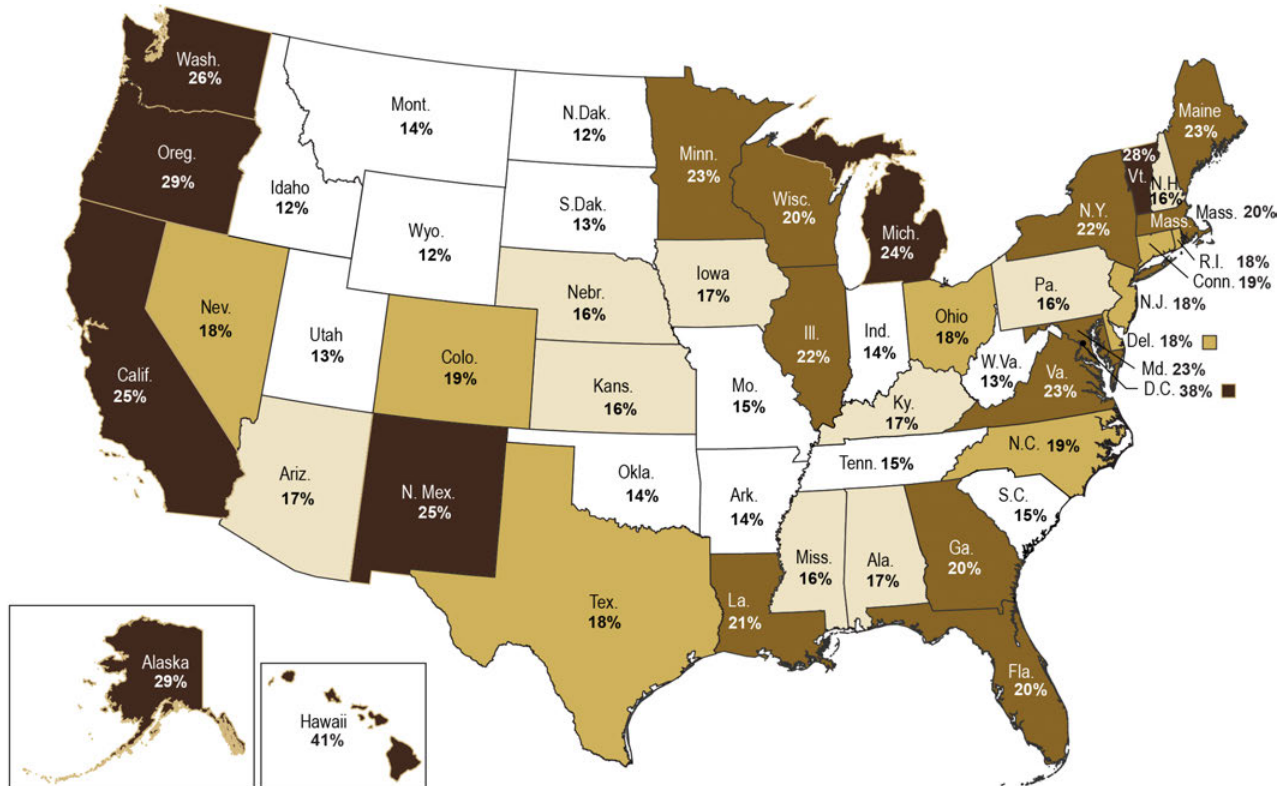 Wash.
26%
Oreg.
29%
Calif.
25%
Nev.
18%
Idaho
12%
Mont.
14%
Wyo.
12%
Utah
13%
Ariz.
17%
Colo.
19%
N. Mex.
25%
N.Dak.
12%
S.Dak.
13%
Nebr.
16%
Kans.
16%
Okla.
14%
Tex.
18%
Minn.
23%
Iowa
17%
Mo.
15%
Ark.
14%
La.
21%
Wisc.
20%
Ill.
22%
Mich.
24%
Ind.
14%
Ohio
18%
Ky.
17%
Tenn. 15%
Miss.
16%
Ala.
17%
Ga.
20%
Fla.
20%
S.C.
15%
N.C. 19%
Va.
23%
W.Va.
13%
Pa.
16%
N.Y.
22%
28%
Vt.
N.H.
16%
Maine
23%
Mass.
Mass. 20%
R.I. 18%
Conn. 19%
N.J. 18%
Del. 18%
Md. 23%
D.C. 38%
Alaska
29%
Hawaii
41%